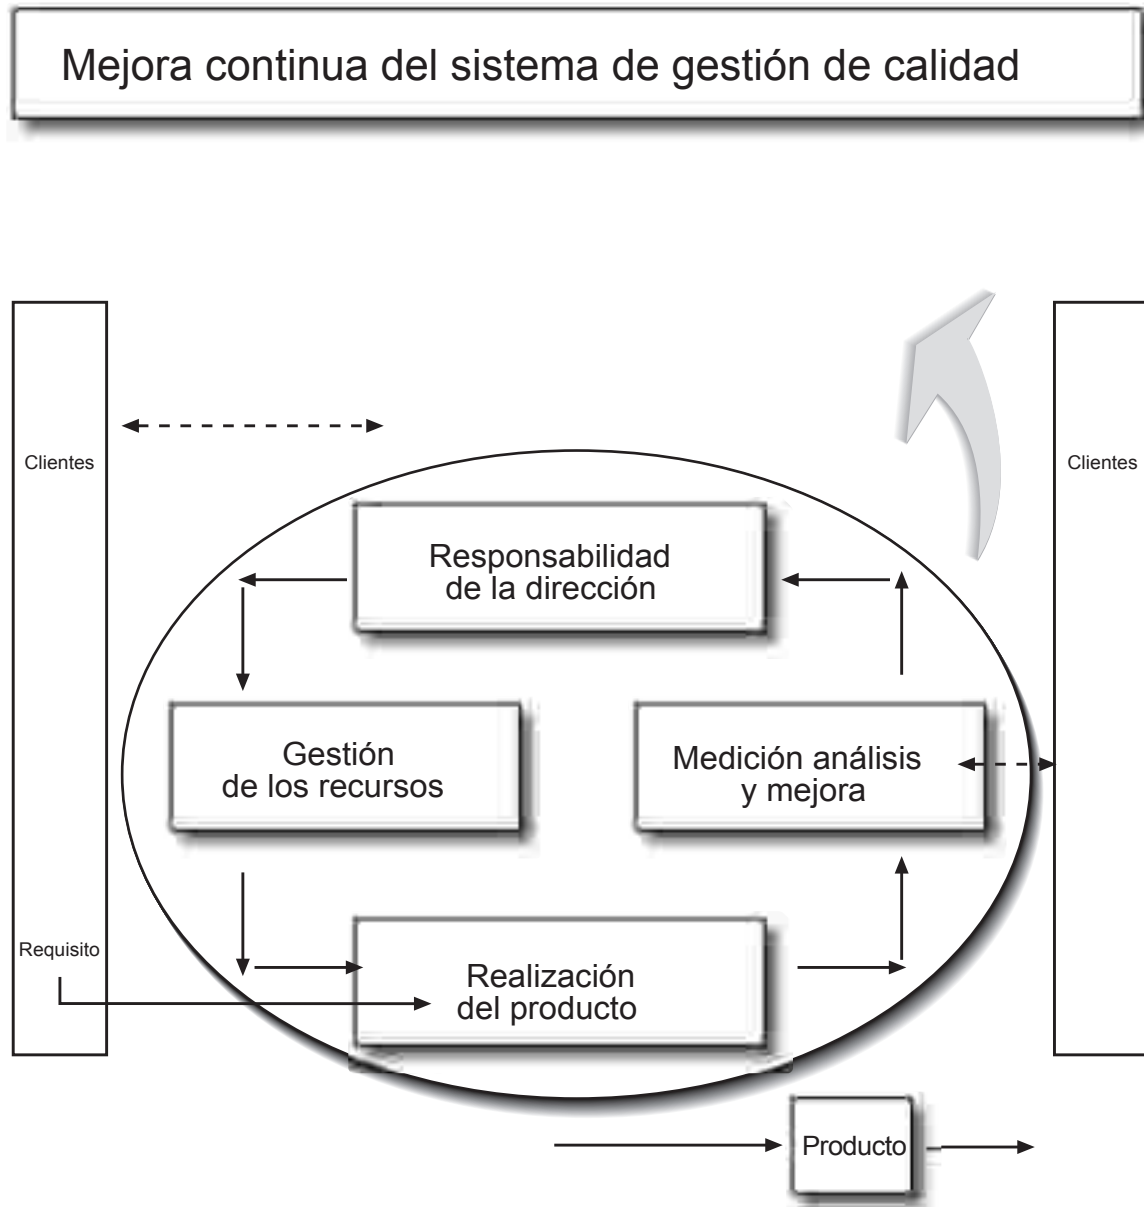 Mejora continua del sistema de gestión de calidad
Clientes
Clientes
Responsabilidad
de la dirección
Gestión
de los recursos
Medición análisis
y mejora
Requisito
Realización
del producto
Producto